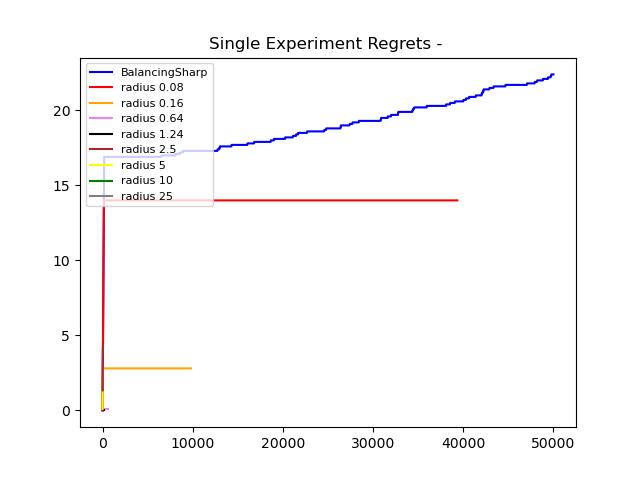 Single Experiment Regrets -
BalancingSharp
radius 0.08
radius 0.16
radius 0.64
radius 1.24
radius 2.5
radius 5
radius 10
radius 25
20
15
10
5
0
0 10000 20000 30000 40000 50000